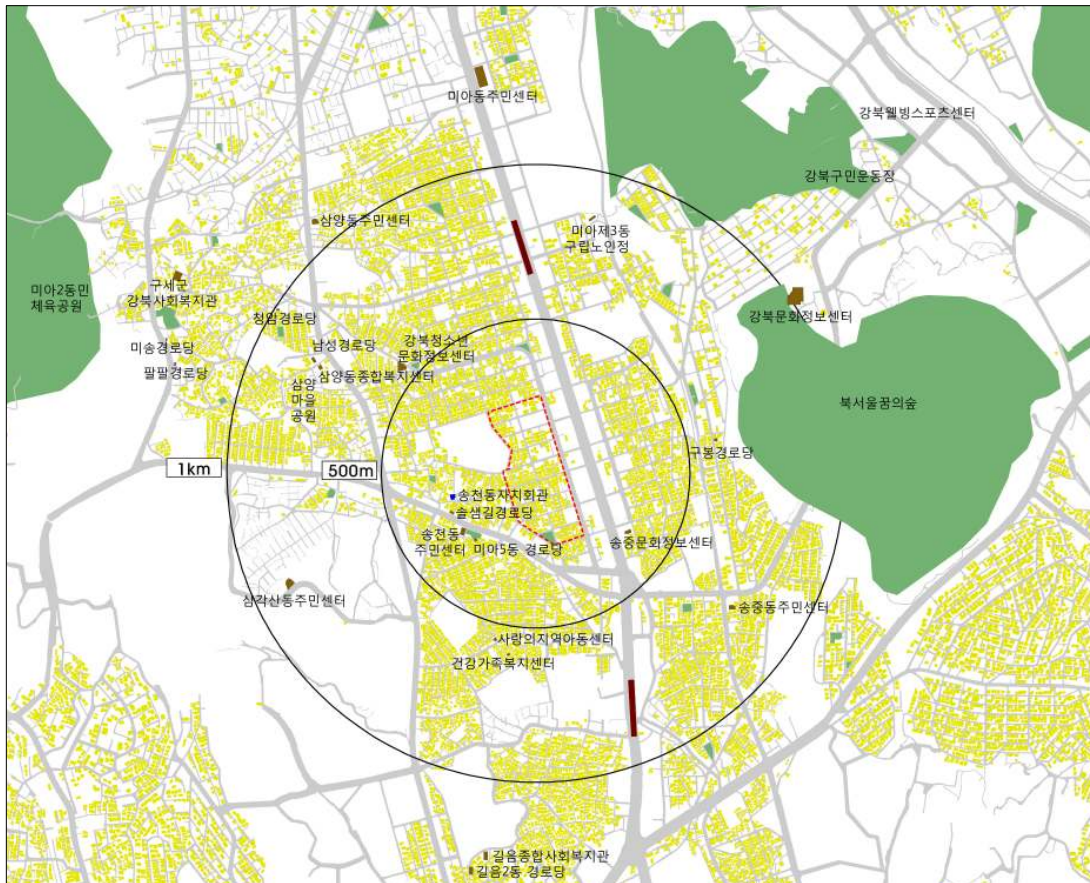 미아동주민센터
강북웰빙스포츠센터
강북구민운동장
삼양동주민센터
미아제3동
구립노인정
구세군
강북사회복지관
미아2동민
체육공원
강북문화정보센터
청암경로당
강북청소년
문화정보센터
남성경로당
미송경로당
삼양동종합복지센터
팔팔경로당
삼양
마을
공원
북서울꿈의숲
구봉경로당
1km
500m
송천동자치회관
솔샘길경로당
송천동
주민센터
미아5동 경로당
송중문화정보센터
삼각산동주민센터
송중동주민센터
사랑의지역아동센터
건강가족복지센터
길음종합사회복지관
길음2동 경로당